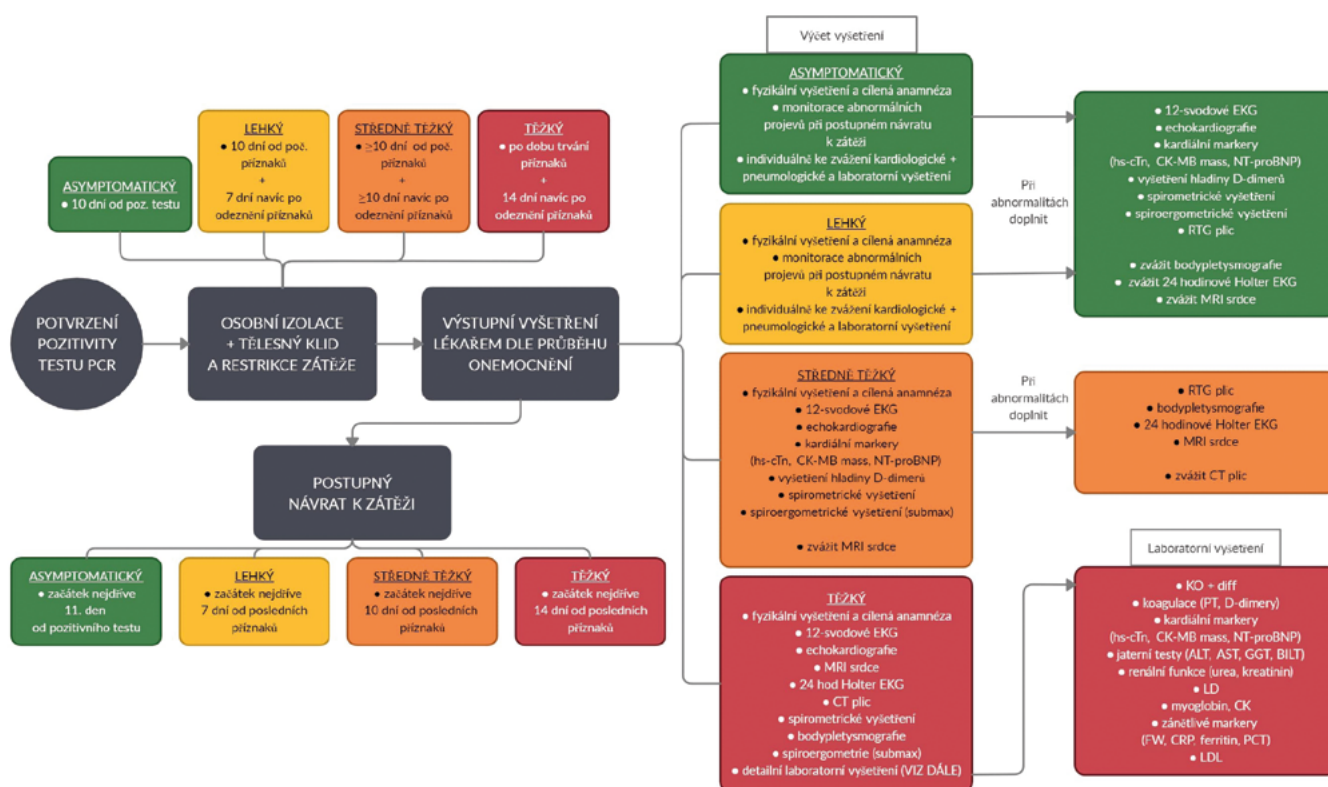 Výčet vyšetření
ASYMPTOMATICKÝ
● 10 dní od poz. testu
LEHKÝ
● 10 dní od poč.
příznaků
+
7 dní navíc po
odeznění příznaků
STŘEDNĚ TĚŽKÝ
● ≥10 dní od poč.
příznaků
+
≥10 dní navíc po
odeznění příznaků
TĚŽKÝ
● po dobu trvání
příznaků
+
14 dní navíc po
odeznění příznaků
POTVRZENÍ
POZITIVITY
TESTU PCR
OSOBNÍ IZOLACE
+ TĚLESNÝ KLID
A RESTRIKCE ZÁTĚŽE
VÝSTUPNÍ VYŠETŘENÍ
LÉKAŘEM DLE PRŮBĚHU
ONEMOCNĚNÍ
POSTUPNÝ
NÁVRAT K ZÁTĚŽI
ASYMPTOMATICKÝ
● začátek nejdříve
11. den
od pozitivního testu
LEHKÝ
● začátek nejdříve
7 dní od posledních
příznaků
STŘEDNĚ TĚŽKÝ
● začátek nejdříve
10 dní od posledních
příznaků
TĚŽKÝ
● začátek nejdříve
14 dní od posledních
příznaků
ASYMPTOMATICKÝ
● fyzikální vyšetření a cílená anamnéza
● monitorace abnormálních
projevů při postupném návratu
k zátěží
● individuálně ke zvážení kardiologické +
pneumologické a laboratorní vyšetření
LEHKÝ
● fyzikální vyšetření a cílená anamnéza
● monitorace abnormálních
projevů při postupném návratu
k zátěží
● individuálně ke zvážení kardiologické +
pneumologické a laboratorní vyšetření
Při
abnormalitách
doplnit
● 12-svodové EKG
● echokardiografie
● kardiální markery
(hs-cTn, CK-MB mass, NT-proBNP)
● vyšetření hladiny D-dimerů
● spirometrické vyšetření
● spiroergometrické vyšetření
● RTG plic
● zvážit bodypletysmografie
● zvážit 24 hodinové Holter EKG
● zvážit MRI srdce
STŘEDNĚ TĚŽKÝ
● fyzikální vyšetření a cílená anamnéza
● 12-svodové EKG
● echokardiografie
● kardiální markery
(hs-cTn, CK-MB mass, NT-proBNP)
● vyšetření hladiny D-dimerů
● spirometrické vyšetření
● spiroergometrické vyšetření (submax)
● zvážit MRI srdce
Při
abnormalitách
doplnit
● RTG plic
● bodypletysmografie
● 24 hodinové Holter EKG
● MRI srdce
● zvážit CT plic
TĚŽKÝ
● fyzikální vyšetření a cílená anamnéza
● 12-svodové EKG
● echokardiografie
● MRI srdce
● 24 hod Holter EKG
● CT plic
● spirometrické vyšetření
● bodypletysmografie
● spiroergometrie (submax)
● detailní laboratorní vyšetření (VIZ DÁLE)
Laboratorní vyšetření
● KO + diff
● koagulace (PT, D-dimery)
● kardiální markery
(hs-cTn, CK-MB mass, NT-proBNP)
● jaterní testy (ALT, AST, GGT, BILT)
● renální funkce (urea, kreatinin)
● LD
● myoglobin, CK
● zánětlivé markery
(FW, CRP, ferritin, PCT)
● LDL